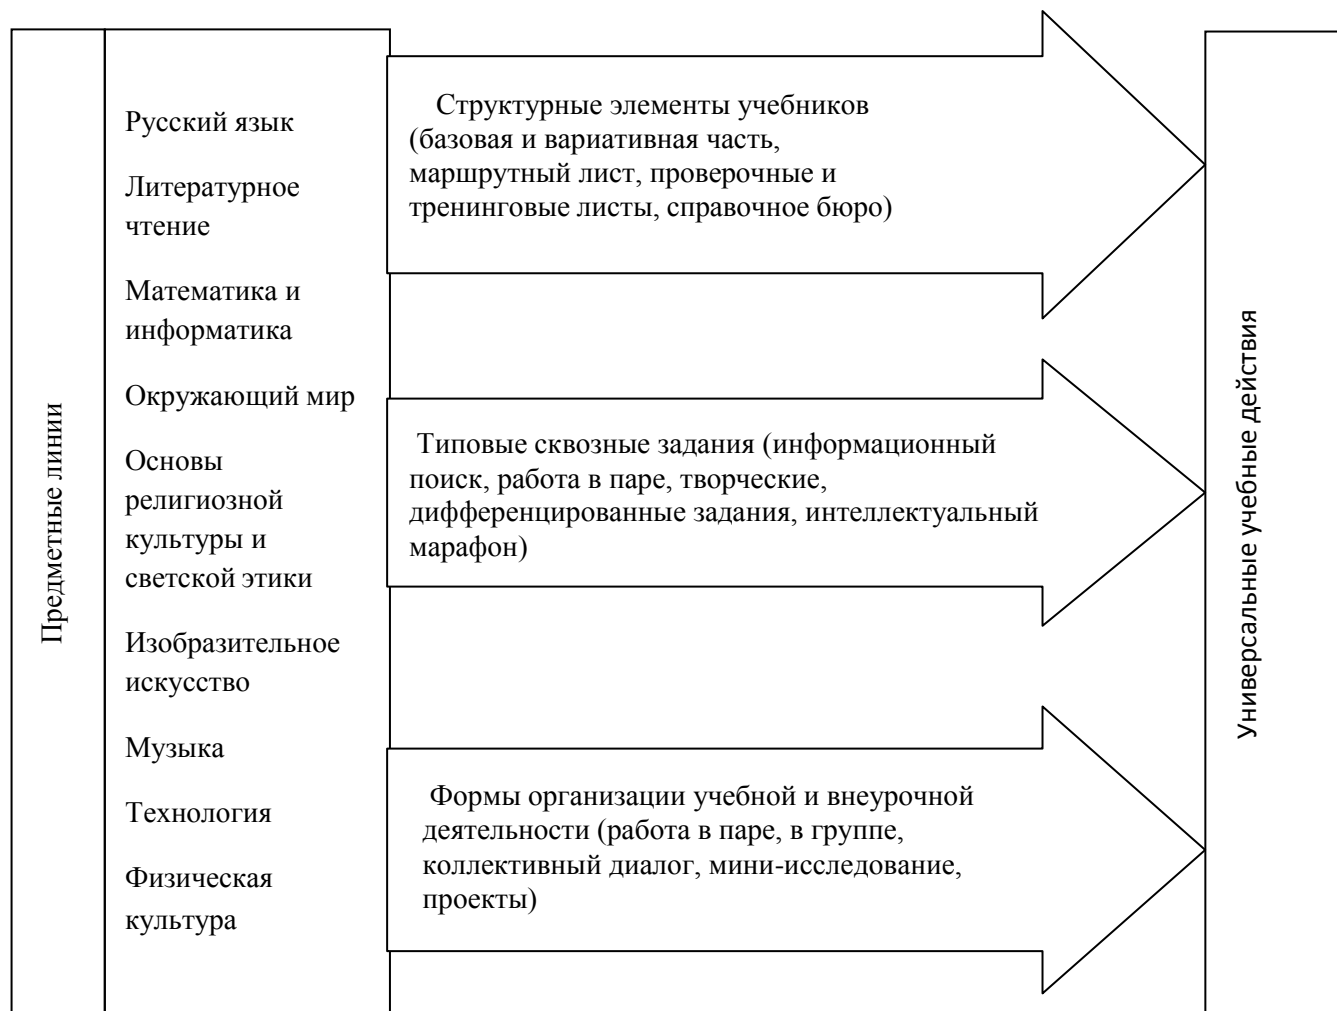 Предметные линии
Русский язык
Литературное
чтение
Математика и
информатика
Окружающий мир
Основы
религиозной
культуры и
светской этики
Изобразительное
искусство
Музыка
Технология
Физическая
культура
Структурные элементы учебников
(базовая и вариативная часть,
маршрутный лист, проверочные и
тренинговые листы, справочное бюро)
Типовые сквозные задания (информационный
поиск, работа в паре, творческие,
дифференцированные задания, интеллектуальный
марафон)
Формы организации учебной и внеурочной
деятельности (работа в паре, в группе,
коллективный диалог, мини-исследование,
проекты)
Универсальные учебные действия